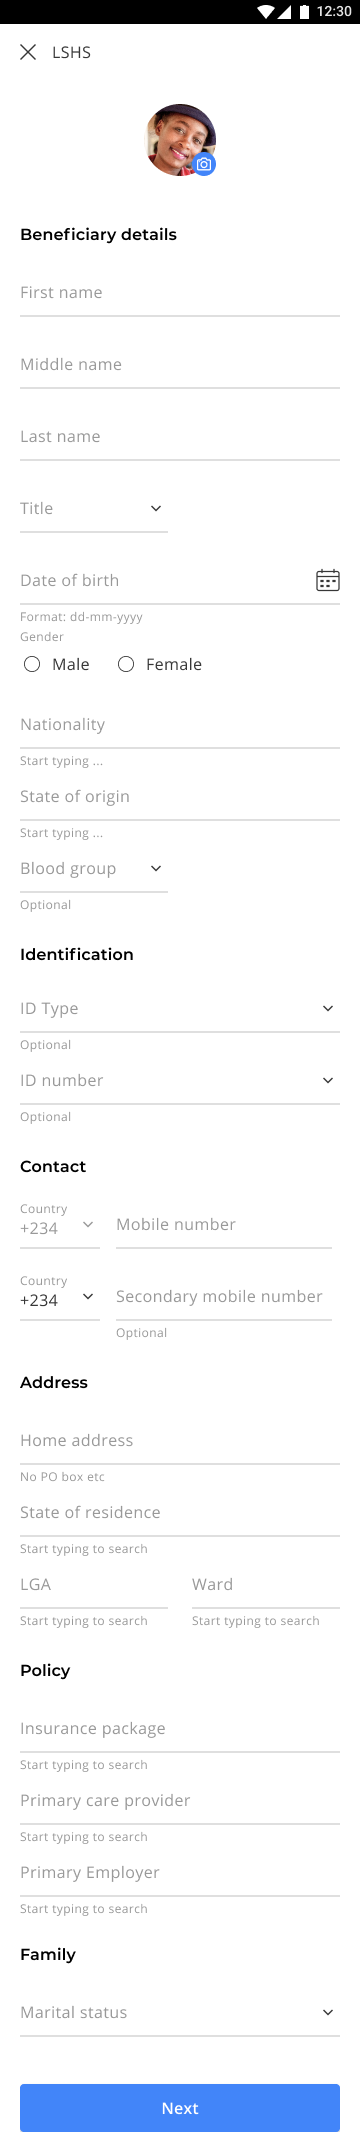 12:30
LSHS
Beneficiary details
First name
Middle name
Last name
Title
Date of birth
Format: dd-mm-yyyy
Gender
Male Female
Nationality
Start typing ...
State of origin
Start typing ...
Blood group
Optional
Identification
ID Type
Optional
ID number
Optional
Contact
Country
+234 Mobile number
Country
+234 Secondary mobile number
Optional
Address
Home address
No PO box etc
State of residence
Start typing to search
LGA Ward
Start typing to search Start typing to search
Policy
Insurance package
Start typing to search
Primary care provider
Start typing to search
Primary Employer
Start typing to search
Family
Marital status
Next